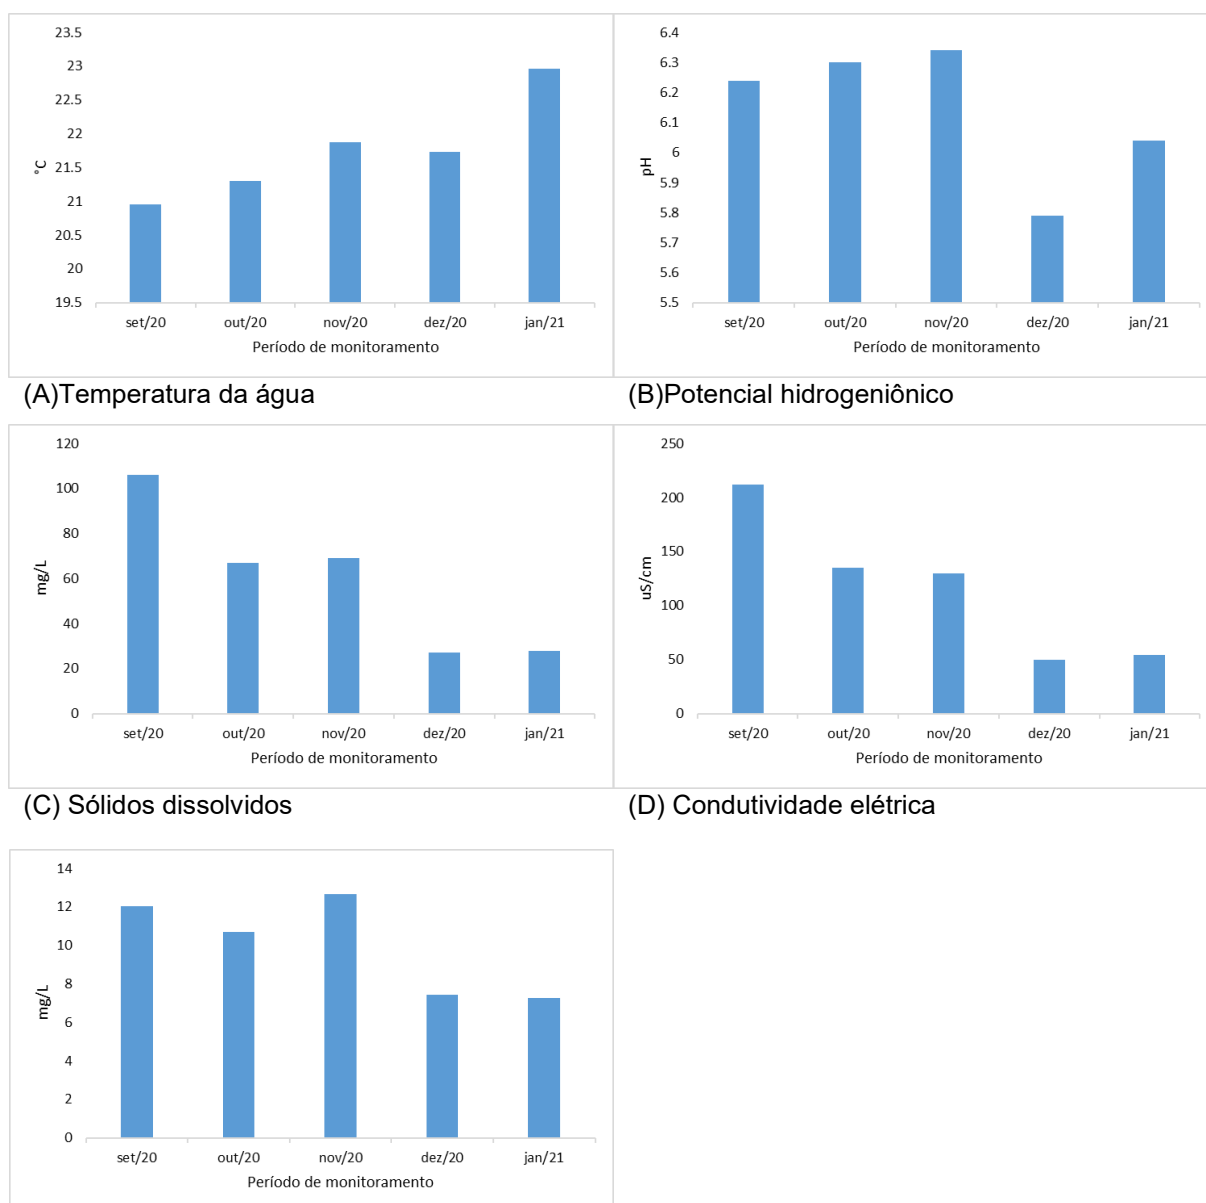 23.5
23
22.5
22
21.5
21
20.5
20
19.5
°C
set/20 out/20 nov/20 dez/20 jan/21
Período de monitoramento
6.4
6.3
6.2
6.1
6
5.9
5.8
5.7
5.6
5.5
pH
set/20 out/20 nov/20 dez/20 jan/21
Período de monitoramento
(A)Temperatura da água
(B)Potencial hidrogeniônico
120
100
80
60
40
20
0
mg/L
set/20 out/20 nov/20 dez/20 jan/21
Período de monitoramento
250
200
150
100
50
0
uS/cm
set/20 out/20 nov/20 dez/20 jan/21
Período de monitoramento
(C) Sólidos dissolvidos
(D) Condutividade elétrica
14
12
10
8
6
4
2
0
mg/L
set/20 out/20 nov/20 dez/20 jan/21
Período de monitoramento